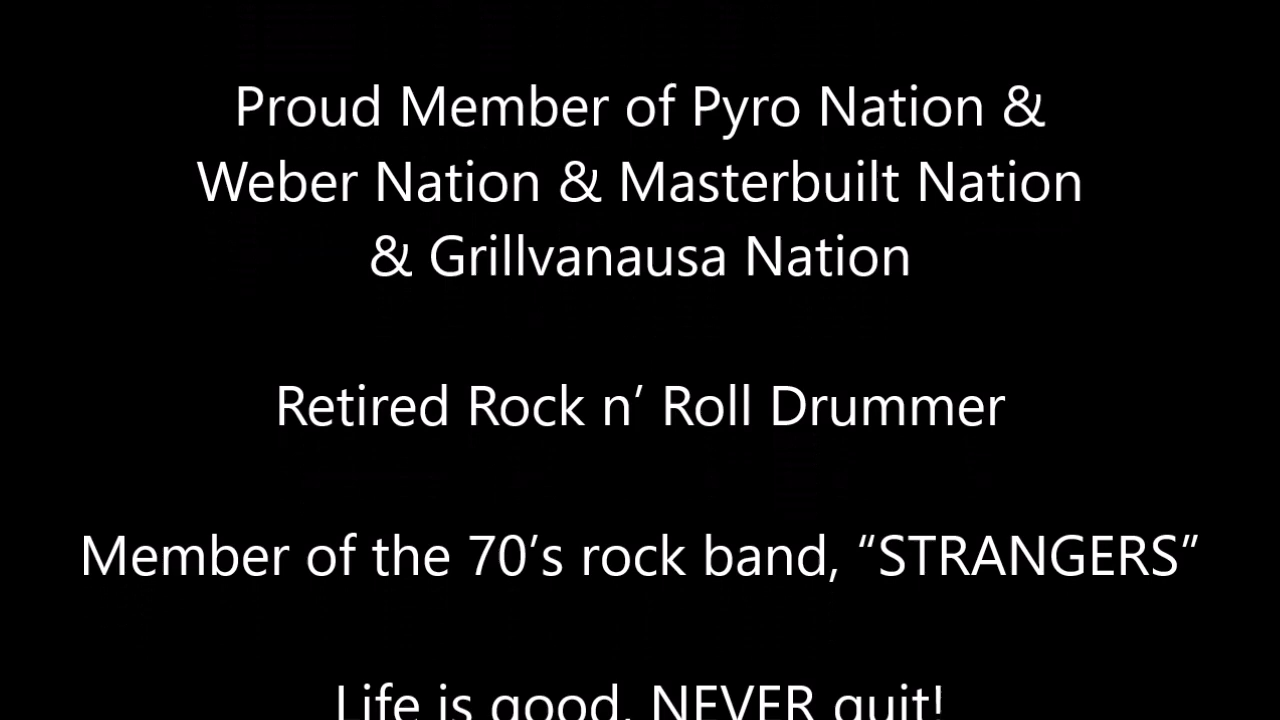 Proud Member of Pyro Nation &
Weber Nation & Masterbuilt Nation
& Grillvanausa Nation
Retired Rock n’ Roll Drummer
Member of the 70’s rock band, “STRANGERS”
Life is good, NEVER quit!